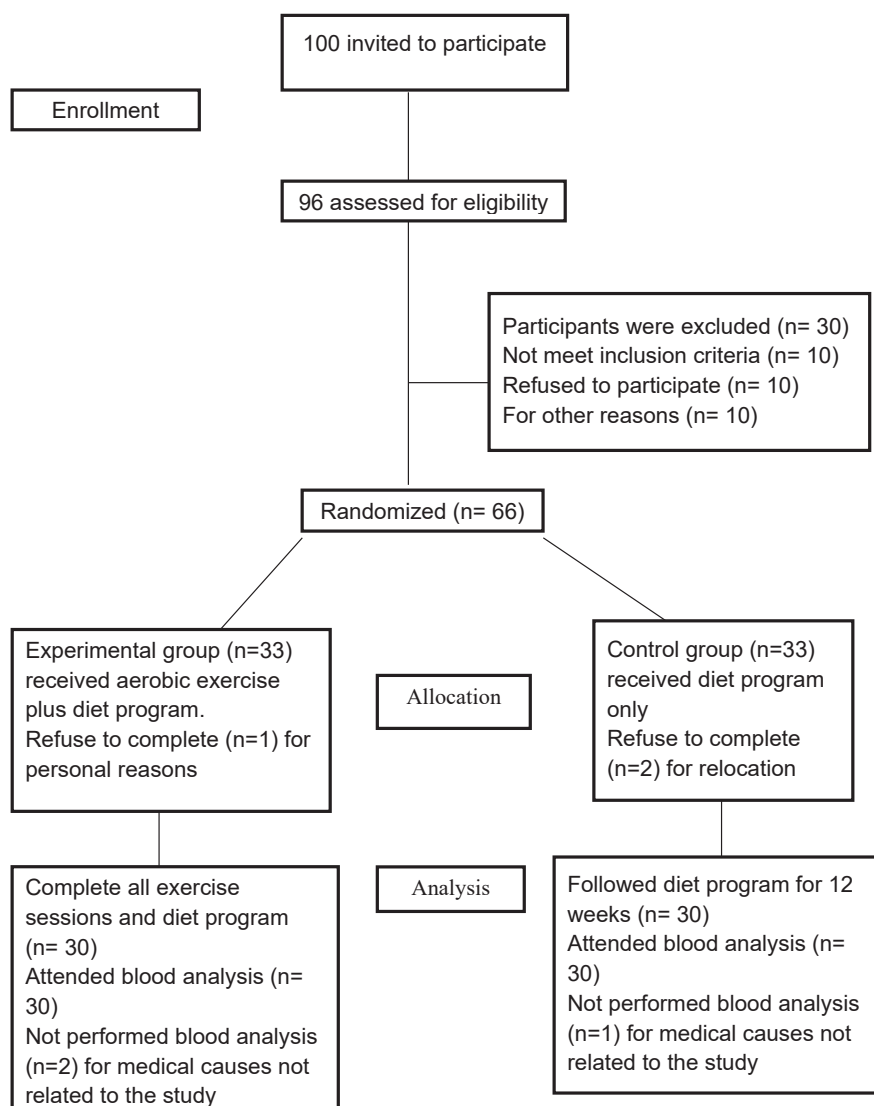 100 invited to participate
Enrollment
96 assessed for eligibility
Participants were excluded (n= 30)
Not meet inclusion criteria (n= 10)
Refused to participate (n= 10)
For other reasons (n= 10)
Randomized (n= 66)
Experimental group (n=33)
received aerobic exercise
plus diet program.
Refuse to complete (n=1) for
personal reasons
Allocation
Control group (n=33)
received diet program
only
Refuse to complete
(n=2) for relocation
Complete all exercise
sessions and diet program
(n= 30)
Attended blood analysis (n=
30)
Not performed blood analysis
(n=2) for medical causes not
related to the study
Analysis
Followed diet program for 12
weeks (n= 30)
Attended blood analysis (n=
30)
Not performed blood analysis
(n=1) for medical causes not
related to the study